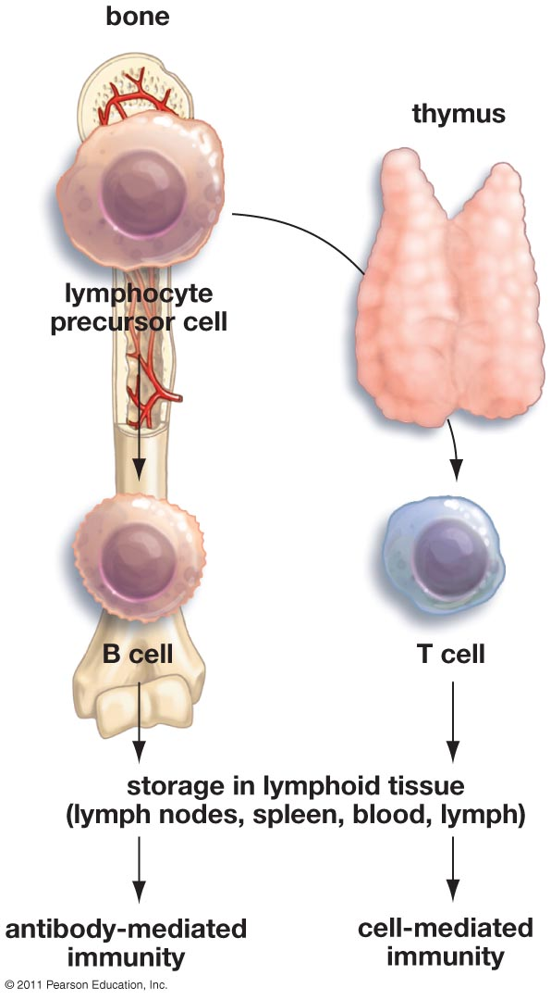 bone
thymus
lymphocyte
precursor cell
B cell
T cell
storage in lymphoid tissue
(lymph nodes, spleen, blood, lymph)
antibody-mediated
immunity
cell-mediated
immunity
© 2011 Pearson Education, Inc.